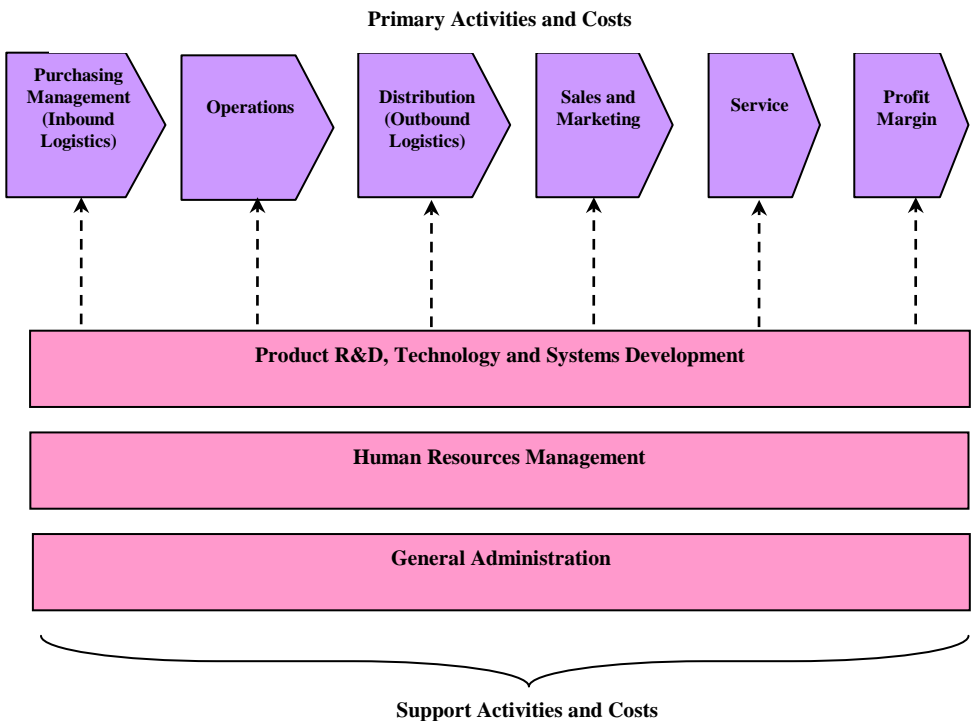 Primary Activities and Costs
Purchasing
Management
(Inbound
Logistics)
Operations
Distribution
(Outbound
Logistics)
Sales and
Marketing
Service
Profit
Margin
Product R&D, Technology and Systems Development
Human Resources Management
General Administration
Support Activities and Costs